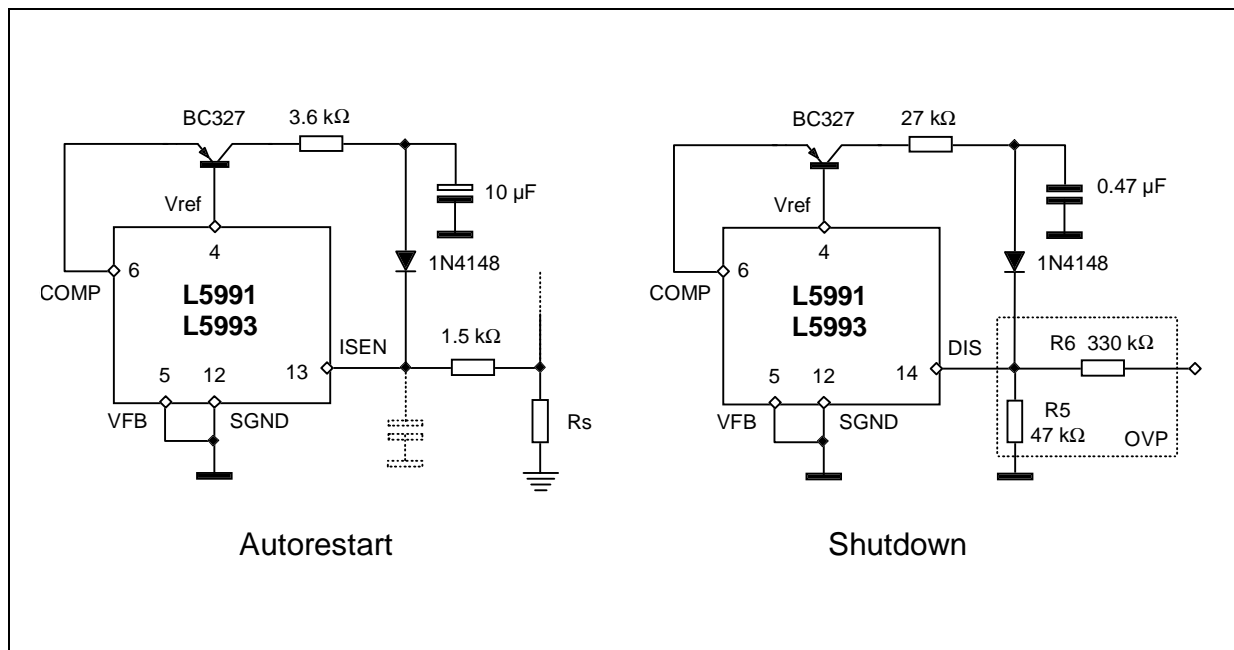 BC327
3.6 kΩ
10 µF
Vref
4
6
COMP
L5991
L5993
1N4148
ISEN
1.5 kΩ
5
12
13
VFB
SGND
Rs
Autorestart
BC327
27 kΩ
0.47 µF
Vref
4
6
COMP
L5991
L5993
1N4148
DIS
R6 330 kΩ
5
12
14
VFB
SGND
R5
47 kΩ
OVP
Shutdown